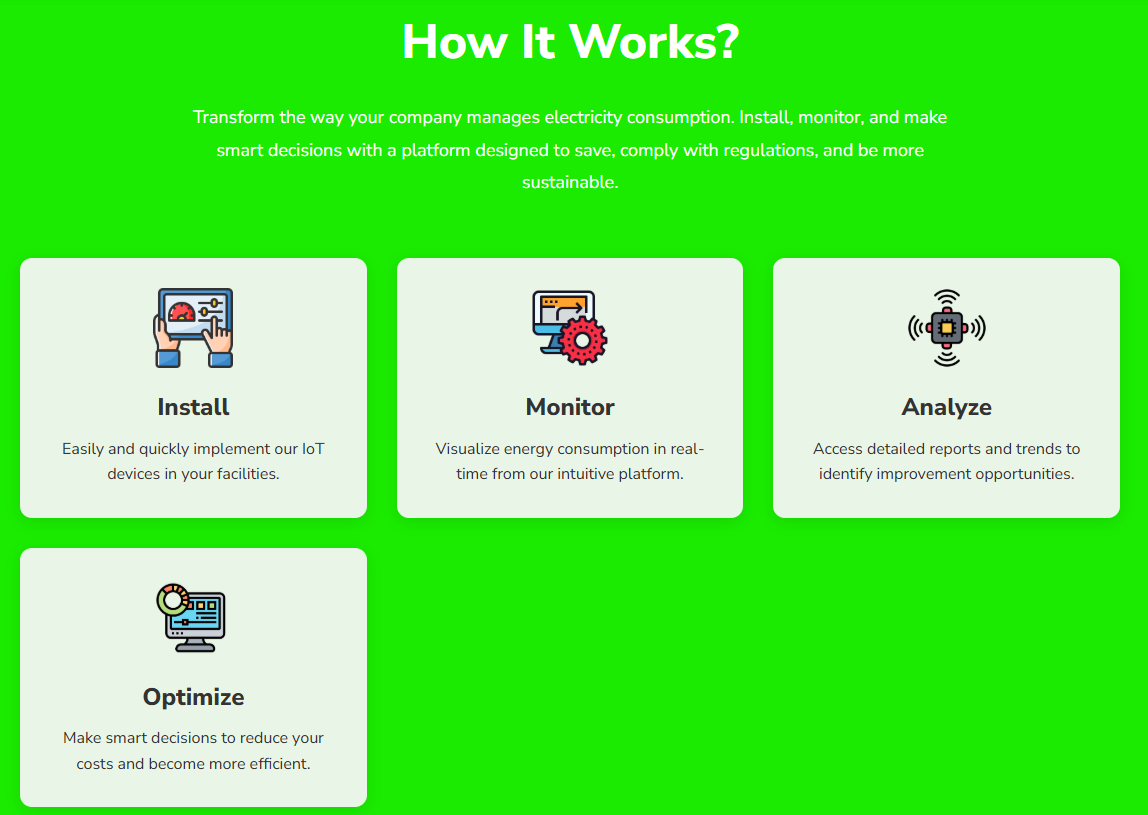 How It Works?
Transform the way your company manages electricity consumption. Install, monitor, and make
smart decisions with a platform designed to save, comply with regulations, and be more
sustainable.
Install
Easily and quickly implement our IoT
devices in your facilities.
Monitor
Visualize energy consumption in real-
time from our intuitive platform.
Analyze
Access detailed reports and trends to
identify improvement opportunities.
Optimize
Make smart decisions to reduce your
costs and become more efficient.